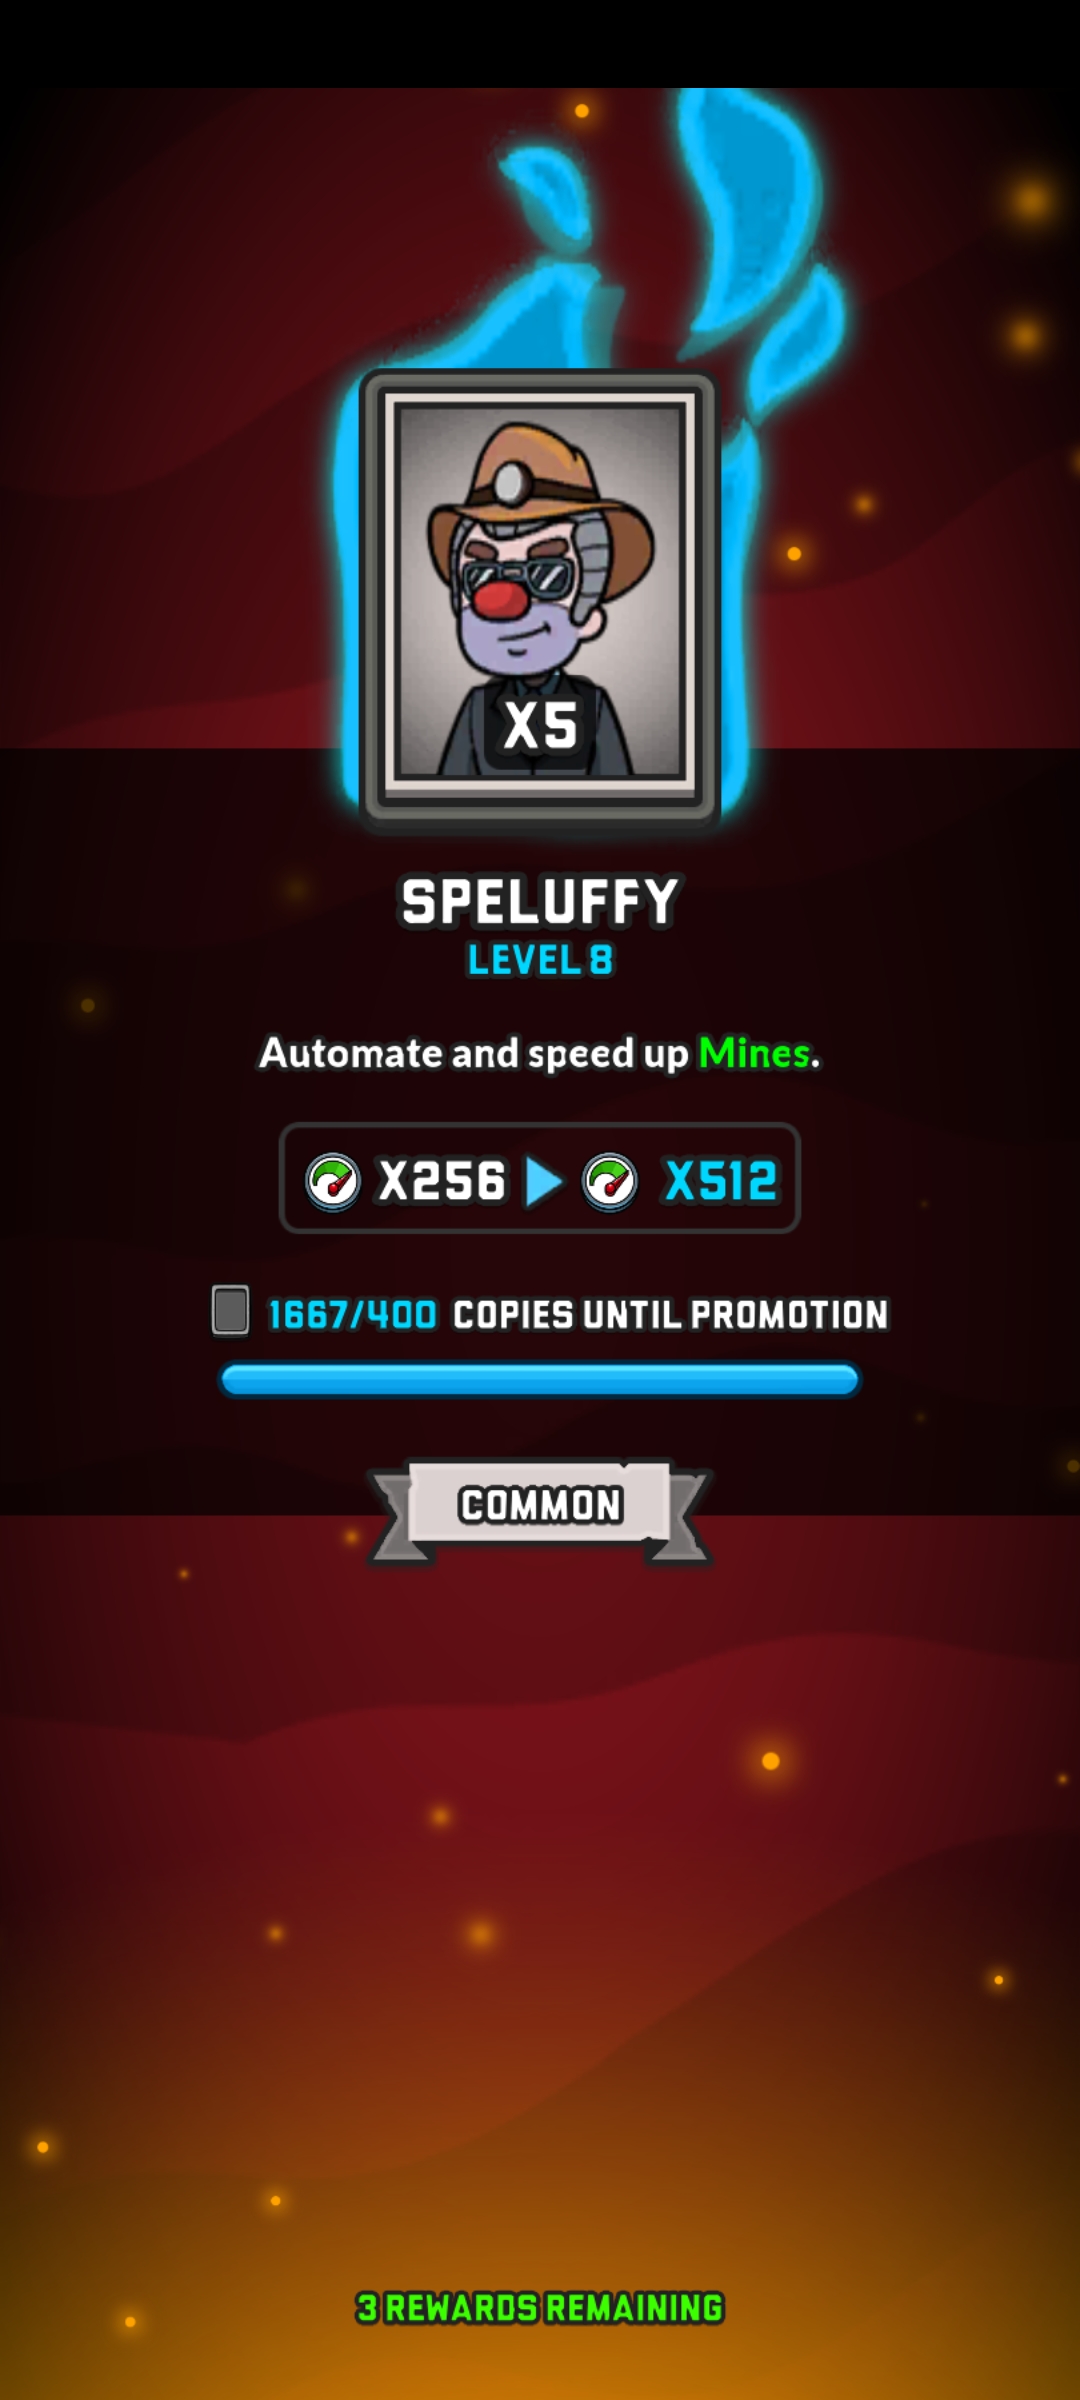 X5
SPELUFFY
LEVEL 8
Automate and speed up Mines.
X256 X512
1667/400 COPIES UNTIL PROMOTION
COMMON
3 REWARDS REMAINING